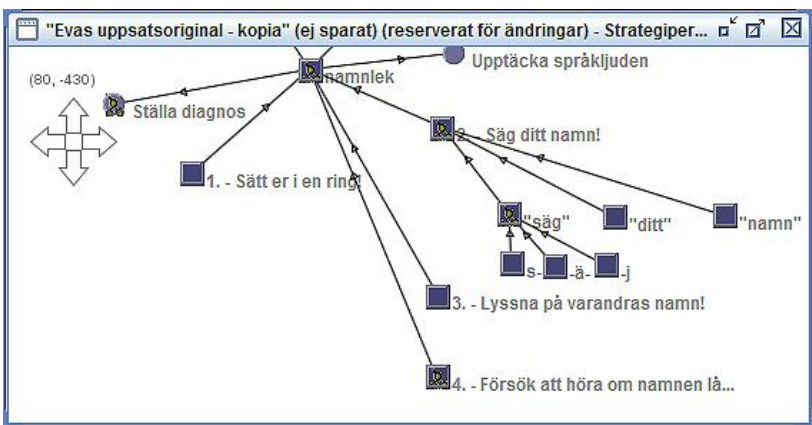 "Evas uppsatsoriginal - kopia" (ej sparat) (reserverat för ändringar) - Strategiper...
Upptäcka språkljuden
namnlek
(80, -430)
Ställa diagnos
2 - Säg ditt namn!
1. - Sätt er i en ring!
"säg"
"ditt"
"namn"
s-
-ä-
-j
3. - Lyssna på varandras namn!
4. - Försök att höra om namnen lå...